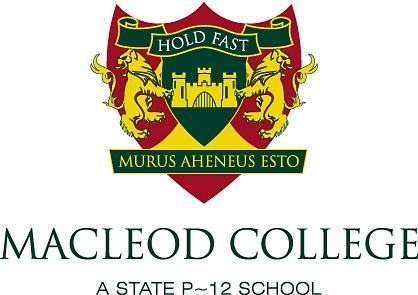 HOLD FAST
MURUS AHENEUS ESTO
MACLEOD COLLEGE
A STATE P~12 SCHOOL